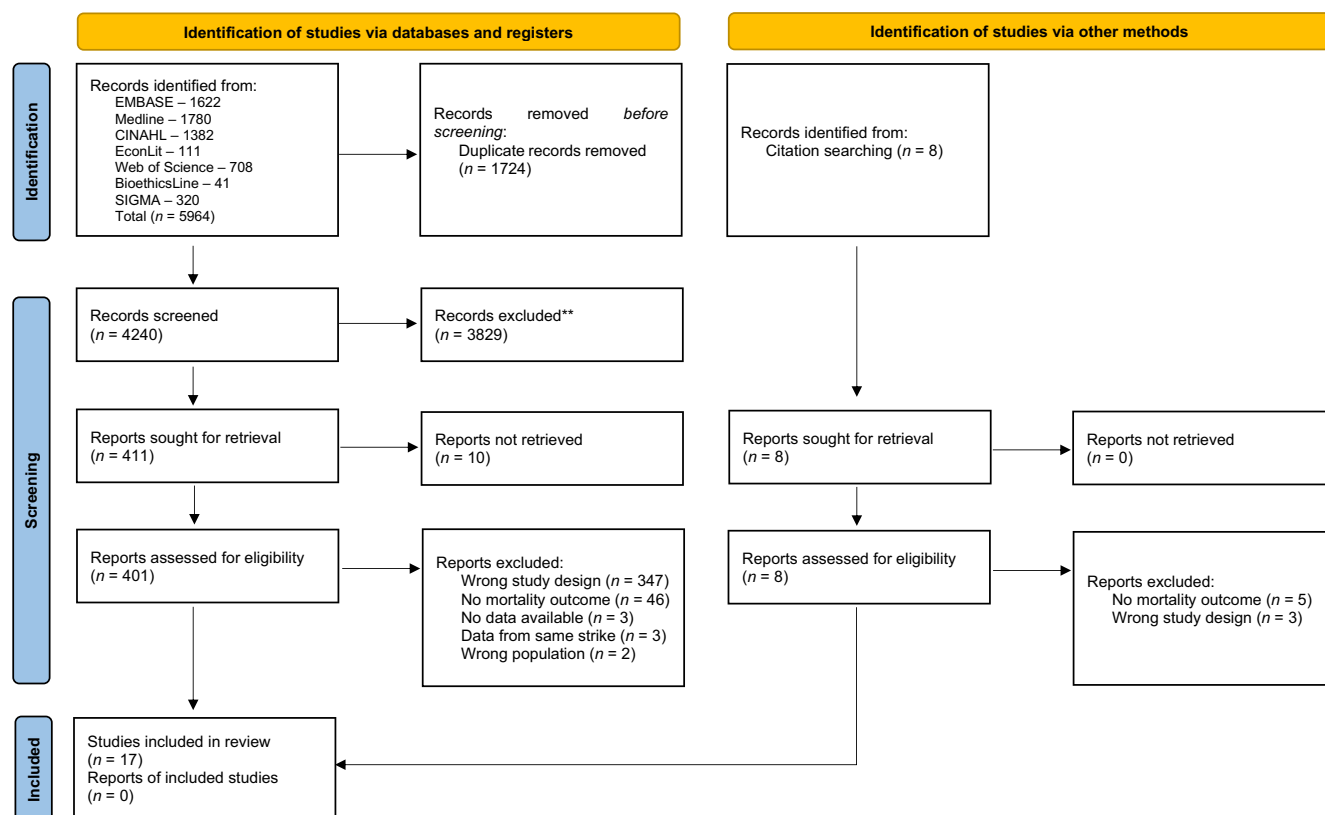 Identification of studies via databases and registers
Identification of studies via other methods
Identification
Records identified from:
EMBASE – 1622
Medline – 1780
CINAHL – 1382
EconLit – 111
Web of Science – 708
BioethicsLine – 41
SIGMA – 320
Total (n = 5964)
Records removed before
screening:
Duplicate records removed
(n = 1724)
Records identified from:
Citation searching (n = 8)
Screening
Records screened
(n = 4240)
Records excluded**
(n = 3829)
Reports sought for retrieval
(n = 411)
Reports not retrieved
(n = 10)
Reports sought for retrieval
(n = 8)
Reports not retrieved
(n = 0)
Reports assessed for eligibility
(n = 401)
Reports excluded:
Wrong study design (n = 347)
No mortality outcome (n = 46)
No data available (n = 3)
Data from same strike (n = 3)
Wrong population (n = 2)
Reports assessed for eligibility
(n = 8)
Reports excluded:
No mortality outcome (n = 5)
Wrong study design (n = 3)
Included
Studies included in review
(n = 17)
Reports of included studies
(n = 0)